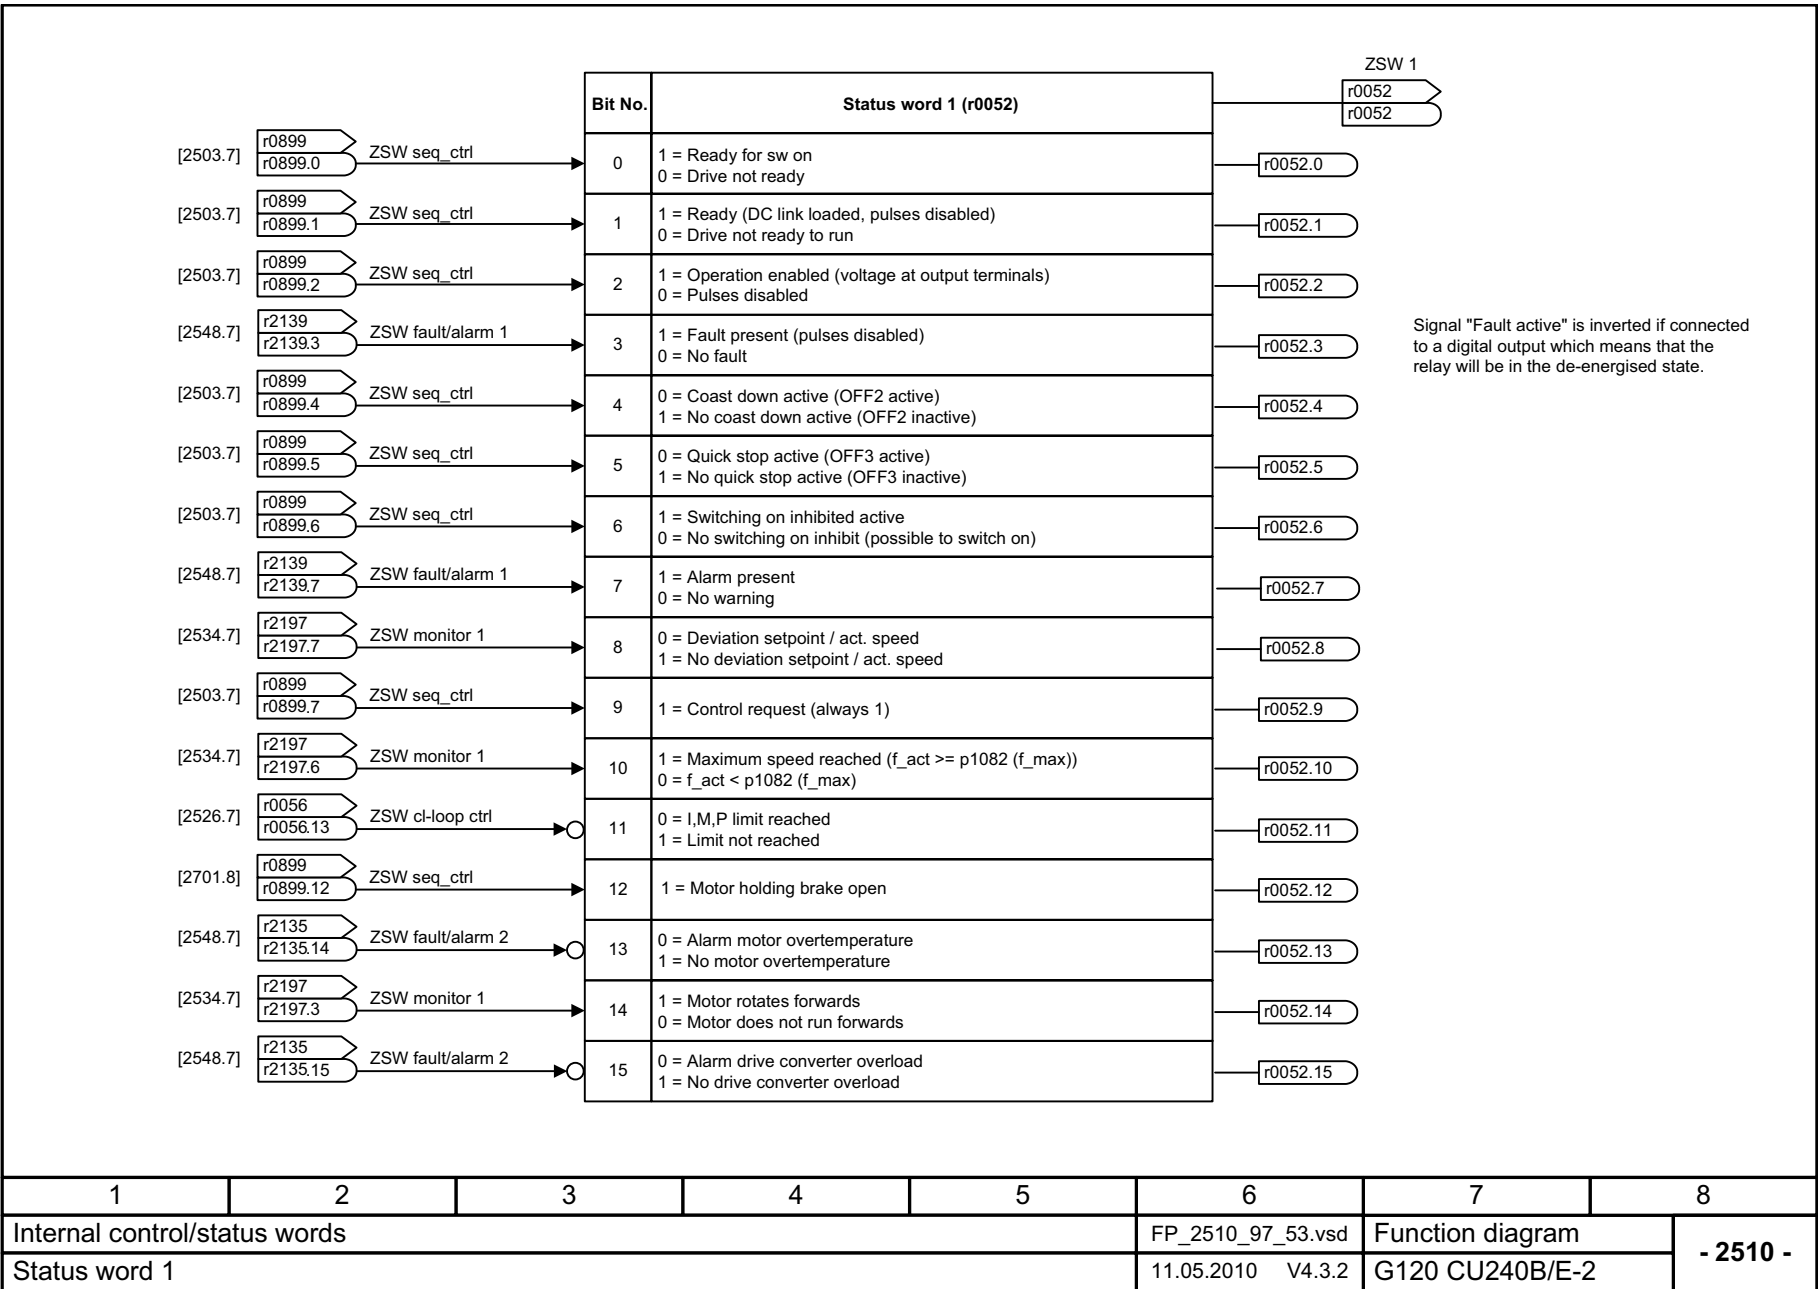 ZSW 1
r0052
r0052
Bit No. Status word 1 (r0052)
[2503.7] r0899 ZSW seq_ctrl
r0899.0
0
1 = Ready for sw on
0 = Drive not ready
r0052.0
[2503.7] r0899 ZSW seq_ctrl
r0899.1
1
1 = Ready (DC link loaded, pulses disabled)
0 = Drive not ready to run
r0052.1
[2503.7] r0899 ZSW seq_ctrl
r0899.2
2
1 = Operation enabled (voltage at output terminals)
0 = Pulses disabled
r0052.2
[2548.7] r2139 ZSW fault/alarm 1
r2139.3
3
1 = Fault present (pulses disabled)
0 = No fault
r0052.3
Signal "Fault active" is inverted if connected
to a digital output which means that the
relay will be in the de-energised state.
[2503.7] r0899 ZSW seq_ctrl
r0899.4
4
0 = Coast down active (OFF2 active)
1 = No coast down active (OFF2 inactive)
r0052.4
[2503.7] r0899 ZSW seq_ctrl
r0899.5
5
0 = Quick stop active (OFF3 active)
1 = No quick stop active (OFF3 inactive)
r0052.5
[2503.7] r0899 ZSW seq_ctrl
r0899.6
6
1 = Switching on inhibited active
0 = No switching on inhibit (possible to switch on)
r0052.6
[2548.7] r2139 ZSW fault/alarm 1
r2139.7
7
1 = Alarm present
0 = No warning
r0052.7
[2534.7] r2197 ZSW monitor 1
r2197.7
8
0 = Deviation setpoint / act. speed
1 = No deviation setpoint / act. speed
r0052.8
[2503.7] r0899 ZSW seq_ctrl
r0899.7
9
1 = Control request (always 1)
r0052.9
[2534.7] r2197 ZSW monitor 1
r2197.6
10
1 = Maximum speed reached (f_act >= p1082 (f_max))
0 = f_act < p1082 (f_max)
r0052.10
[2526.7] r0056 ZSW cl-loop ctrl
r0056.13
11
0 = I,M,P limit reached
1 = Limit not reached
r0052.11
[2701.8] r0899 ZSW seq_ctrl
r0899.12
12
1 = Motor holding brake open
r0052.12
[2548.7] r2135 ZSW fault/alarm 2
r2135.14
13
0 = Alarm motor overtemperature
1 = No motor overtemperature
r0052.13
[2534.7] r2197 ZSW monitor 1
r2197.3
14
1 = Motor rotates forwards
0 = Motor does not run forwards
r0052.14
[2548.7] r2135 ZSW fault/alarm 2
r2135.15
15
0 = Alarm drive converter overload
1 = No drive converter overload
r0052.15
1 2 3 4 5 6 7 8
Internal control/status words FP_2510_97_53.vsd Function diagram
- 2510 -
Status word 1 11.05.2010 V4.3.2 G120 CU240B/E-2